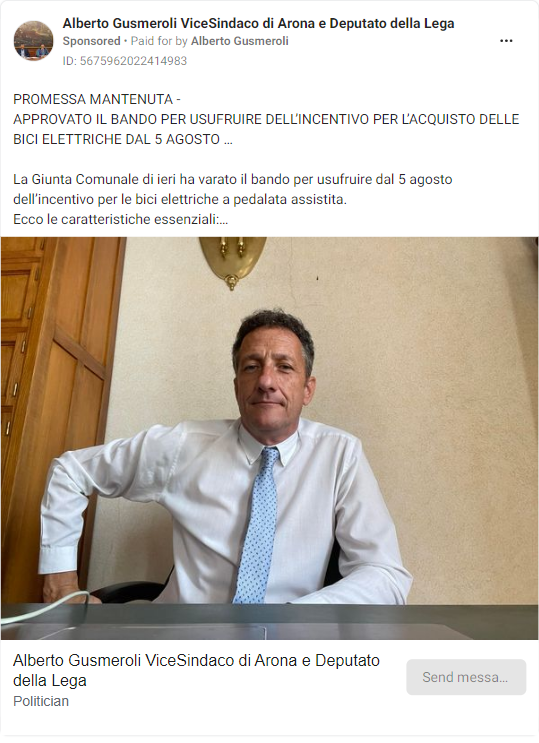 Alberto Gusmeroli ViceSindaco di Arona e Deputato della Lega
Sponsored • Paid for by Alberto Gusmeroli
ID: 5675962022414983
PROMESSA MANTENUTA -
APPROVATO IL BANDO PER USUFRUIRE DELL'INCENTIVO PER L'ACQUISTO DELLE
BICI ELETTRICHE DAL 5 AGOSTO ...
La Giunta Comunale di ieri ha varato il bando per usufruire dal 5 agosto
dell'incentivo per le bici elettriche a pedalata assistita.
Ecco le caratteristiche essenziali:...
Alberto Gusmeroli ViceSindaco di Arona e Deputato
della Lega
Politician
Send messa...